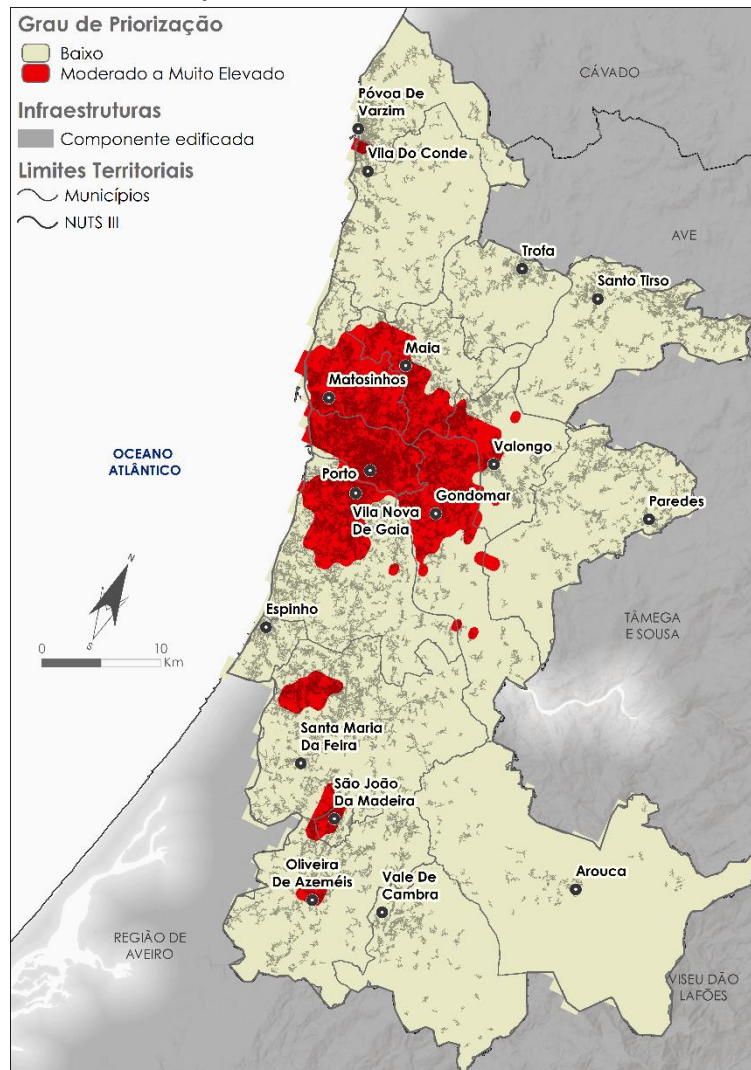 Grau de Priorização
Baixo
Moderado a Muito Elevado
Infraestruturas
Componente edificada
Limites Territoriais
Municípios
NUTS III
CÁVADO
Póvoa De
Varzim
Vila Do Conde
AVE
Trofa
Santo Tirso
Maia
Matosinhos
OCEANO
ATLÂNTICO
Valongo
Porto
Gondomar
Paredes
Vila Nova
De Gaia
N
S
Espinho
0 10
Km
TÂMEGA
E SOUSA
Santa Maria
Da Feira
São João
Da Madeira
Oliveira
De Azeméis
Vale De
Cambra
Arouca
REGIÃO DE
AVEIRO
VISEU DÃO
LAFÕES